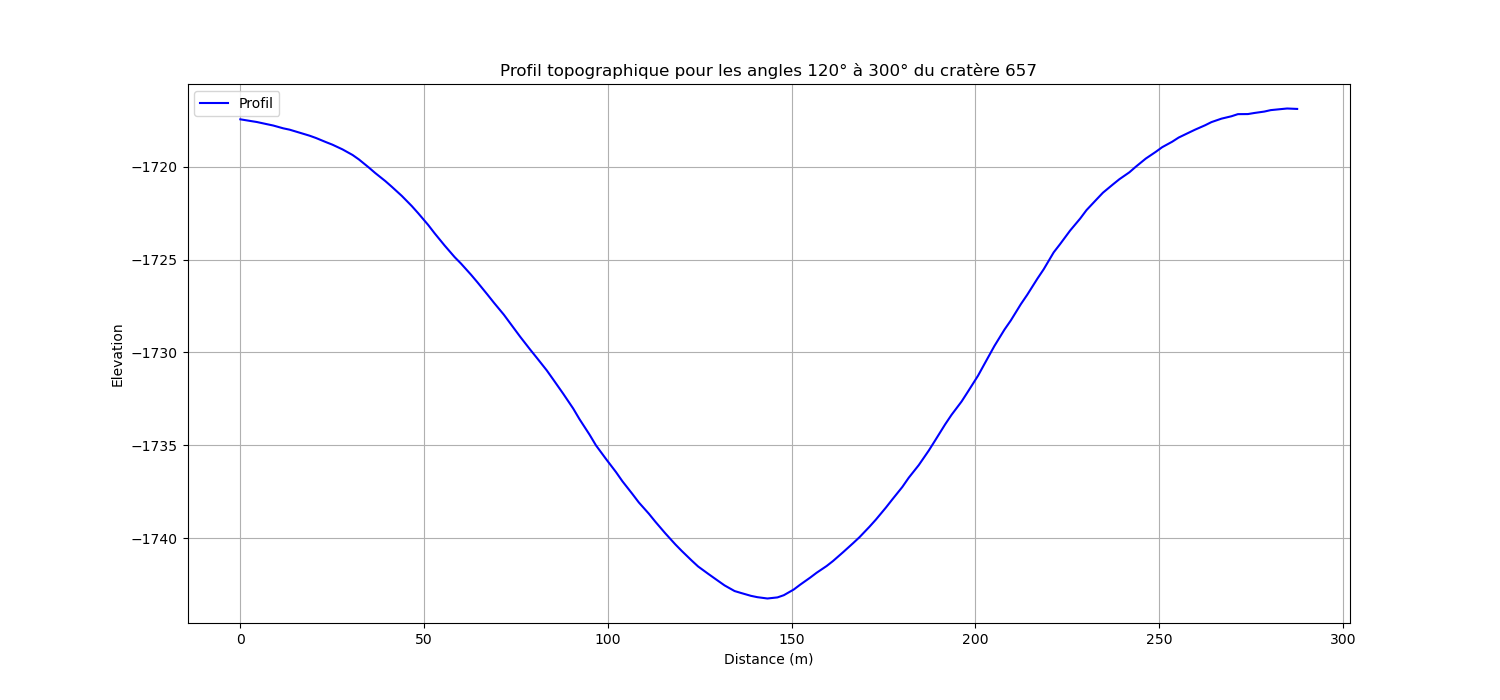 Profil topographique pour les angles 120° à 300° du cratère 657
Profil
Elevation
−1720
−1725
−1730
−1735
−1740
0 50 100 150 200 250 300
Distance (m)